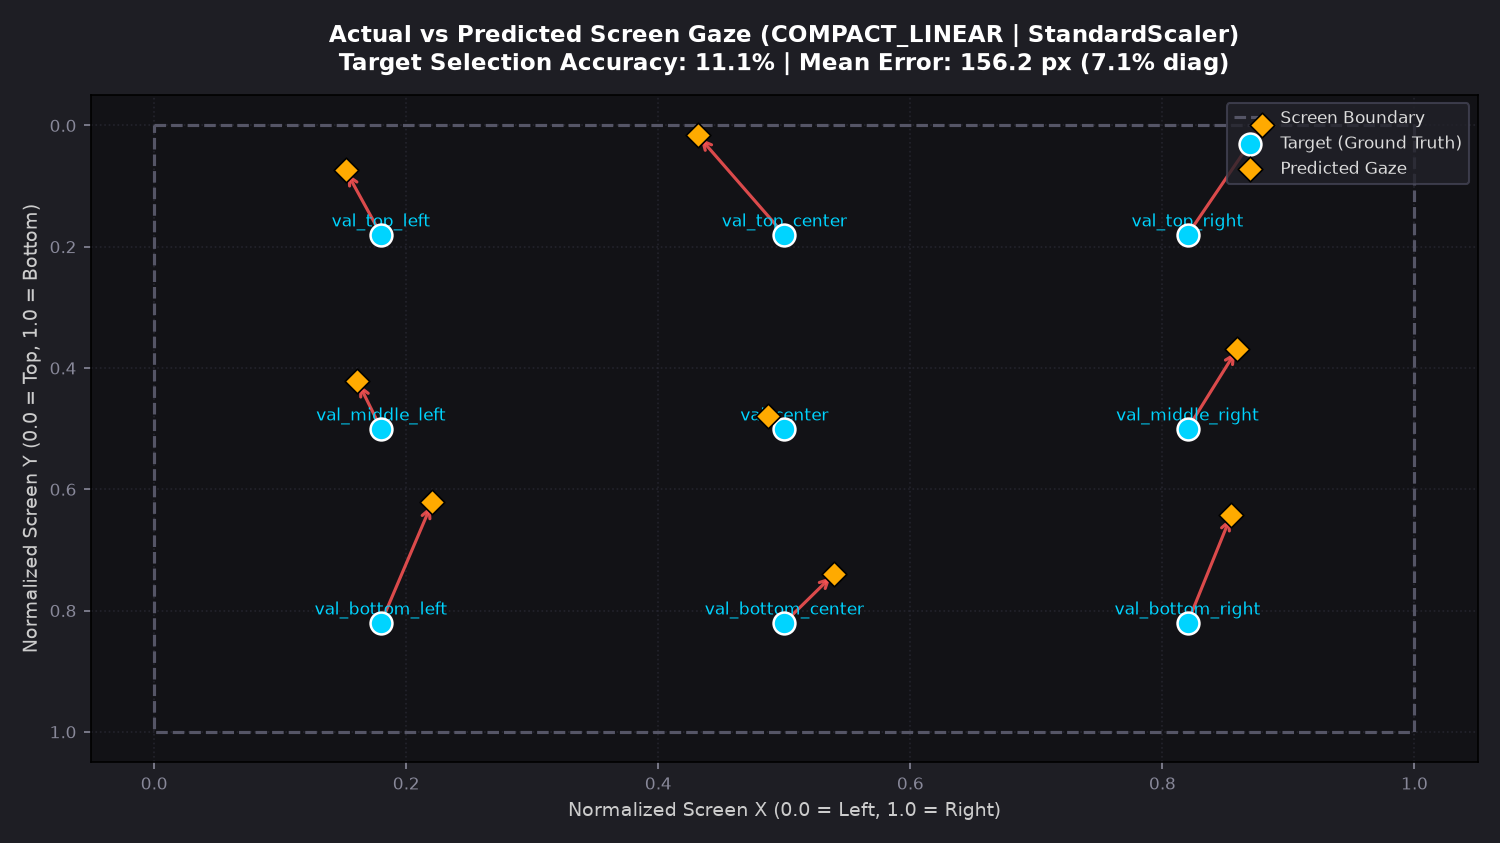 Actual vs Predicted Screen Gaze (COMPACT_LINEAR | StandardScaler)
Target Selection Accuracy: 11.1% | Mean Error: 156.2 px (7.1% diag)
Screen Boundary
Target (Ground Truth)
Predicted Gaze
val_top_left
val_top_center
val_top_right
val_middle_left
val_center
val_middle_right
val_bottom_left
val_bottom_center
val_bottom_right
0.0
0.2
0.4
0.6
0.8
1.0
Normalized Screen Y (0.0 = Top, 1.0 = Bottom)
0.0
0.2
0.4
0.6
0.8
1.0
Normalized Screen X (0.0 = Left, 1.0 = Right)